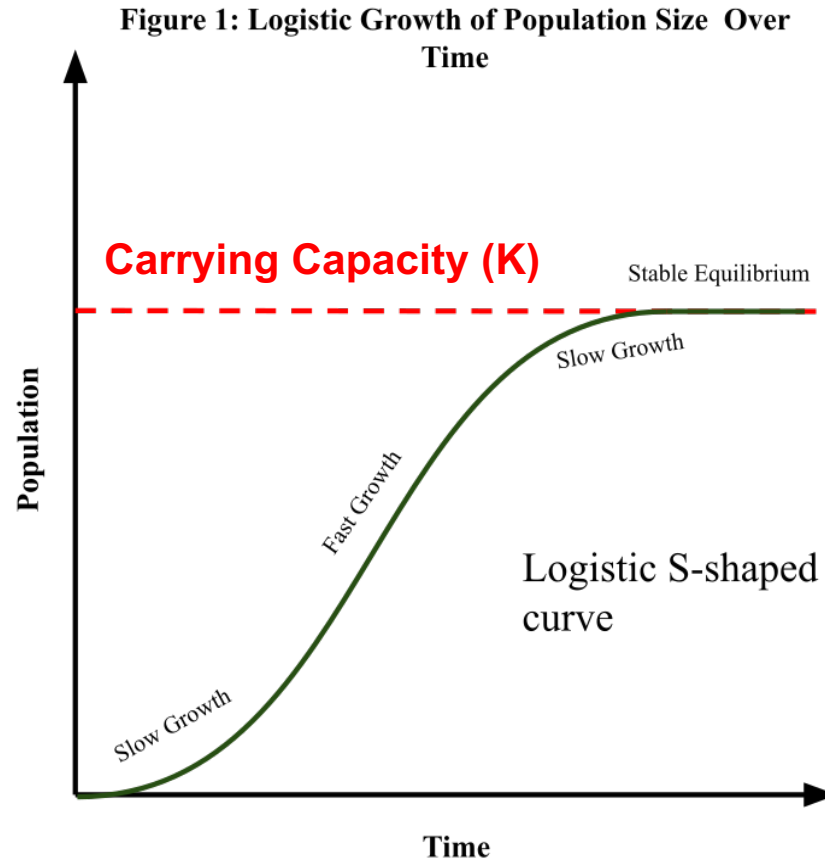 Figure 1: Logistic Growth of Population Size Over
Time
Carrying Capacity (K)
Stable Equilibrium
Slow Growth
Fast Growth
Population
Logistic S-shaped
curve
Slow Growth
Time